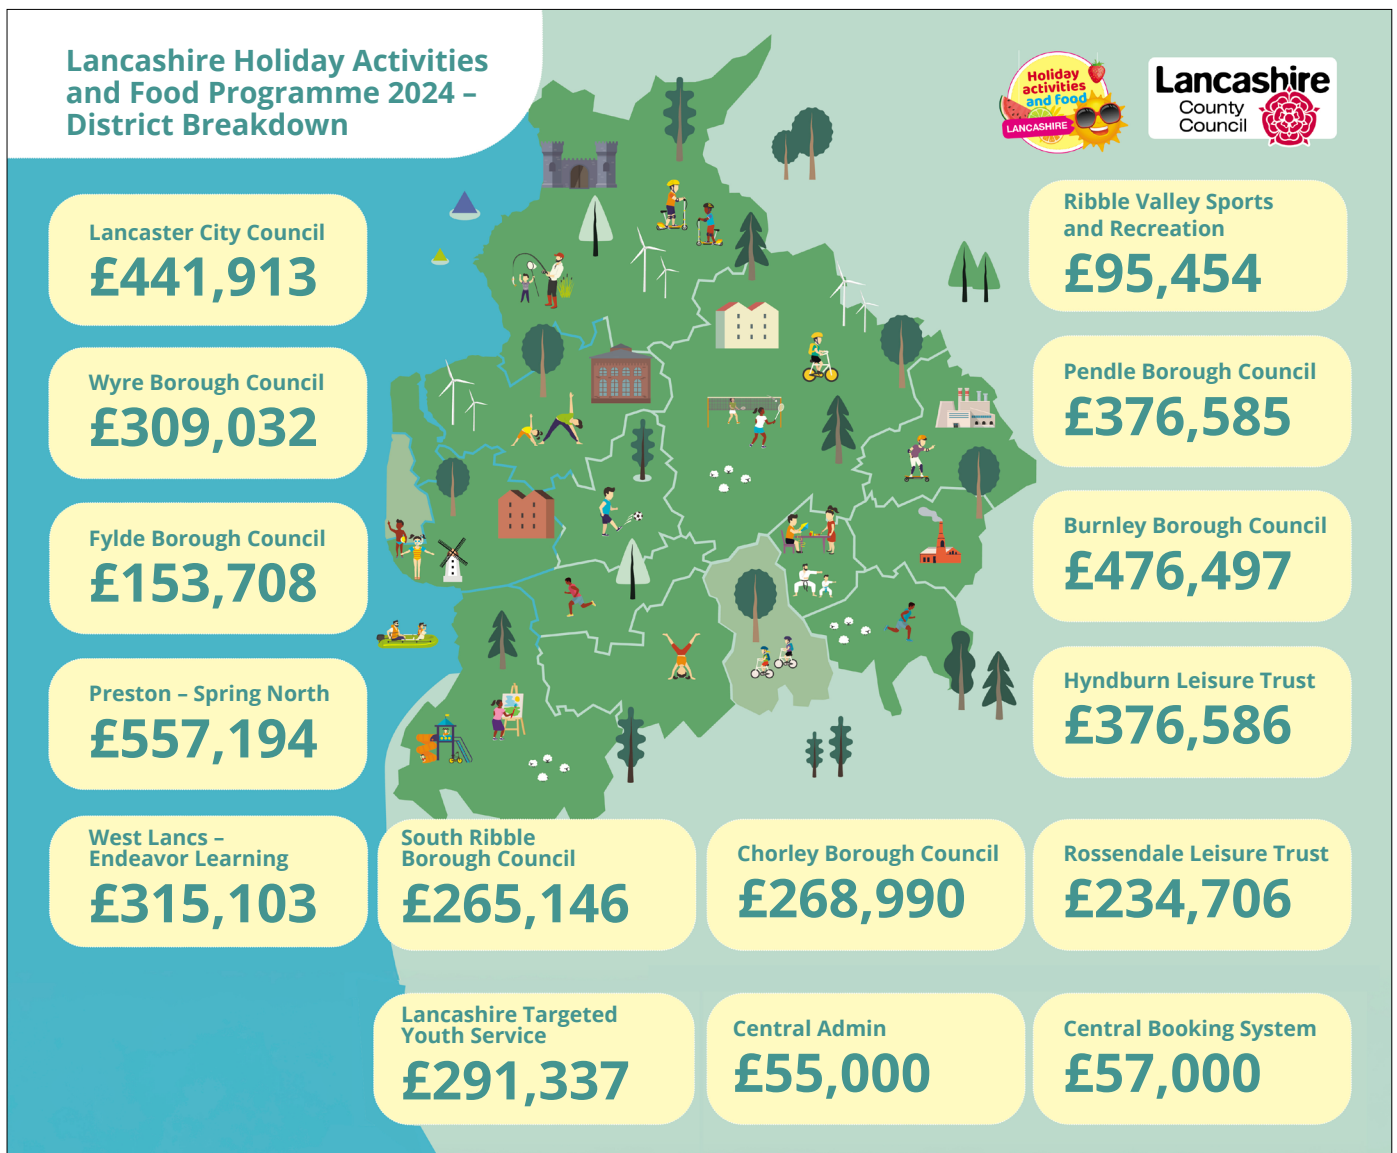 Lancashire Holiday Activities
and Food Programme 2024 –
District Breakdown
Holiday
activities
and food
LANCASHIRE
Lancashire
County
Council
Lancaster City Council
£441,913
Wyre Borough Council
£309,032
Fylde Borough Council
£153,708
Preston – Spring North
£557,194
West Lancs –
Endeavor Learning
£315,103
Ribble Valley Sports
and Recreation
£95,454
Pendle Borough Council
£376,585
Burnley Borough Council
£476,497
Hyndburn Leisure Trust
£376,586
South Ribble
Borough Council
£265,146
Chorley Borough Council
£268,990
Rossendale Leisure Trust
£234,706
Lancashire Targeted
Youth Service
£291,337
Central Admin
£55,000
Central Booking System
£57,000